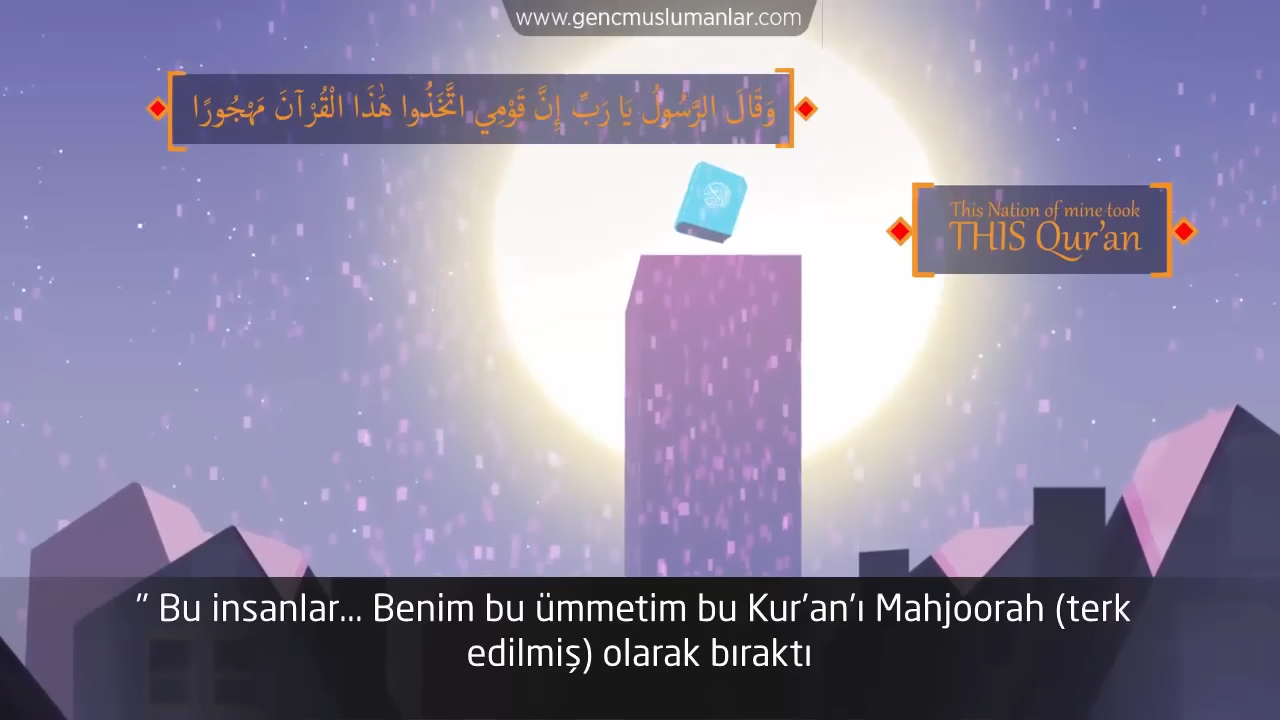 www.gencmuslumanlar.com
وَقَالَ الرَّسُولُ يَا رَبِّ إِنَّ قَوْمِي اتَّخَذُوا هَٰذَا الْقُرْآنَ مَهْجُورًا
This Nation of mine took
THIS Qur'an
" Bu insanlar... Benim bu ümmetim bu Kur'an'ı Mahjoorah (terk
edilmiş) olarak bıraktı